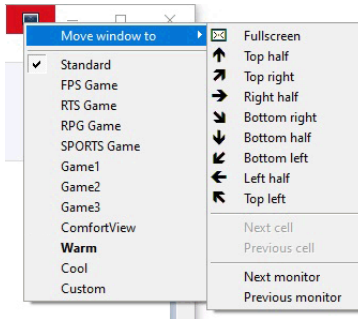 Move window to
Standard
FPS Game
RTS Game
RPG Game
SPORTS Game
Game1
Game2
Game3
ComfortView
Warm
Cool
Custom
Fullscreen
Top half
Top right
Right half
Bottom right
Bottom half
Bottom left
Left half
Top left
Next cell
Previous cell
Next monitor
Previous monitor